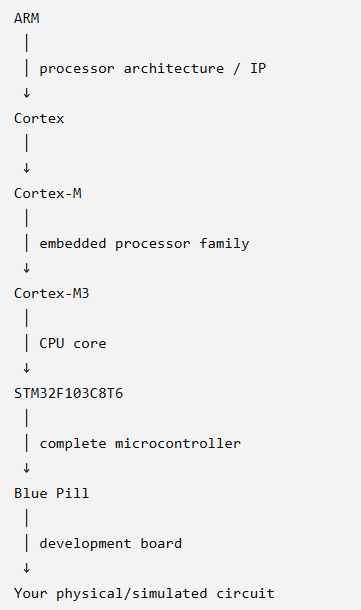 ARM
│
│ processor architecture / IP
↓
Cortex
│
↓
Cortex-M
│
│ embedded processor family
↓
Cortex-M3
│
│ CPU core
↓
STM32F103C8T6
│
│ complete microcontroller
↓
Blue Pill
│
│ development board
↓
Your physical/simulated circuit